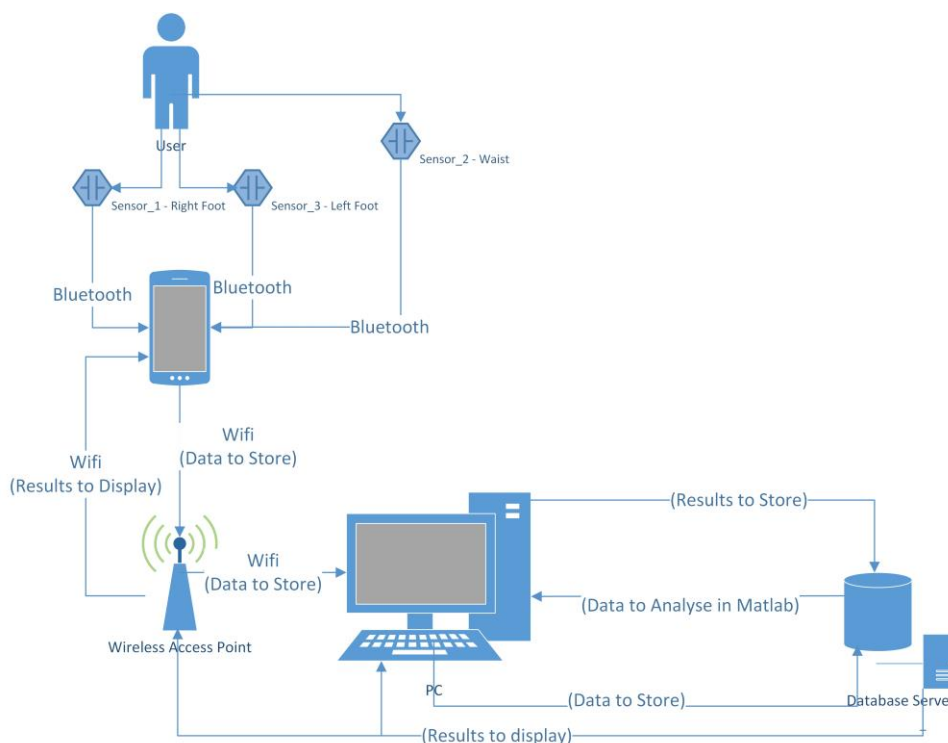 User
Sensor_2 - Waist
Sensor_1 - Right Foot
Sensor_3 - Left Foot
Bluetooth
Bluetooth
Bluetooth
Wifi
(Data to Store)
Wifi
(Results to Display)
(Results to Store)
Wifi
(Data to Store)
(Data to Analyse in Matlab)
Wireless Access Point
PC
(Data to Store)
Database Serve
(Results to display)